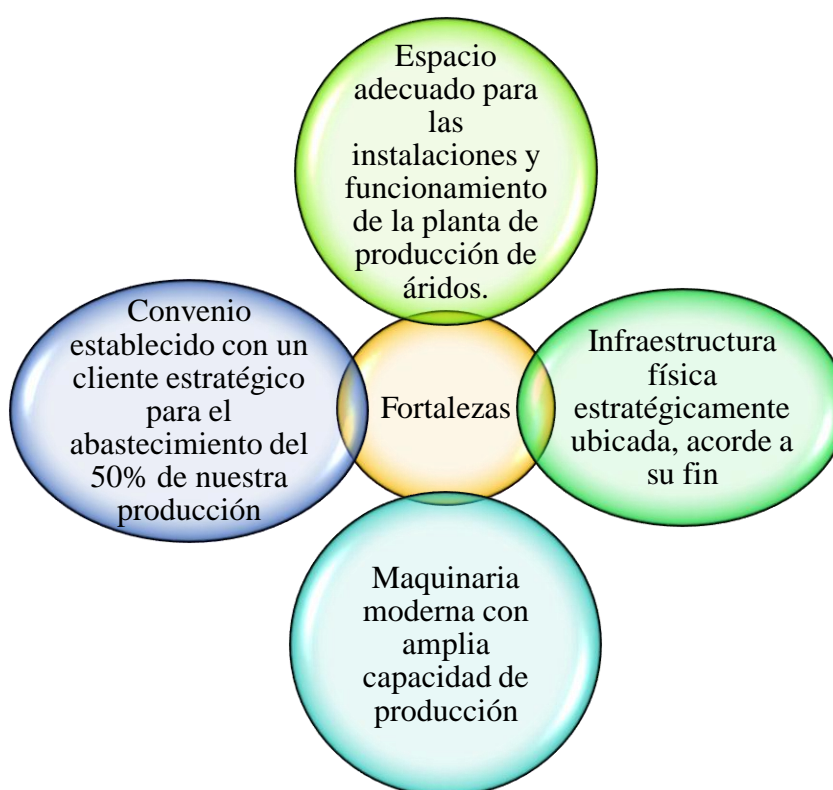 Espacio
adecuado para
las
instalaciones y
funcionamiento
de la planta de
producción de
áridos.
Convenio
establecido con un
cliente estratégico
para el
abastecimiento del
50% de nuestra
producción
Fortalezas
Infraestructura
física
estratégicamente
ubicada, acorde a
su fin
Maquinaria
moderna con
amplia
capacidad de
producción